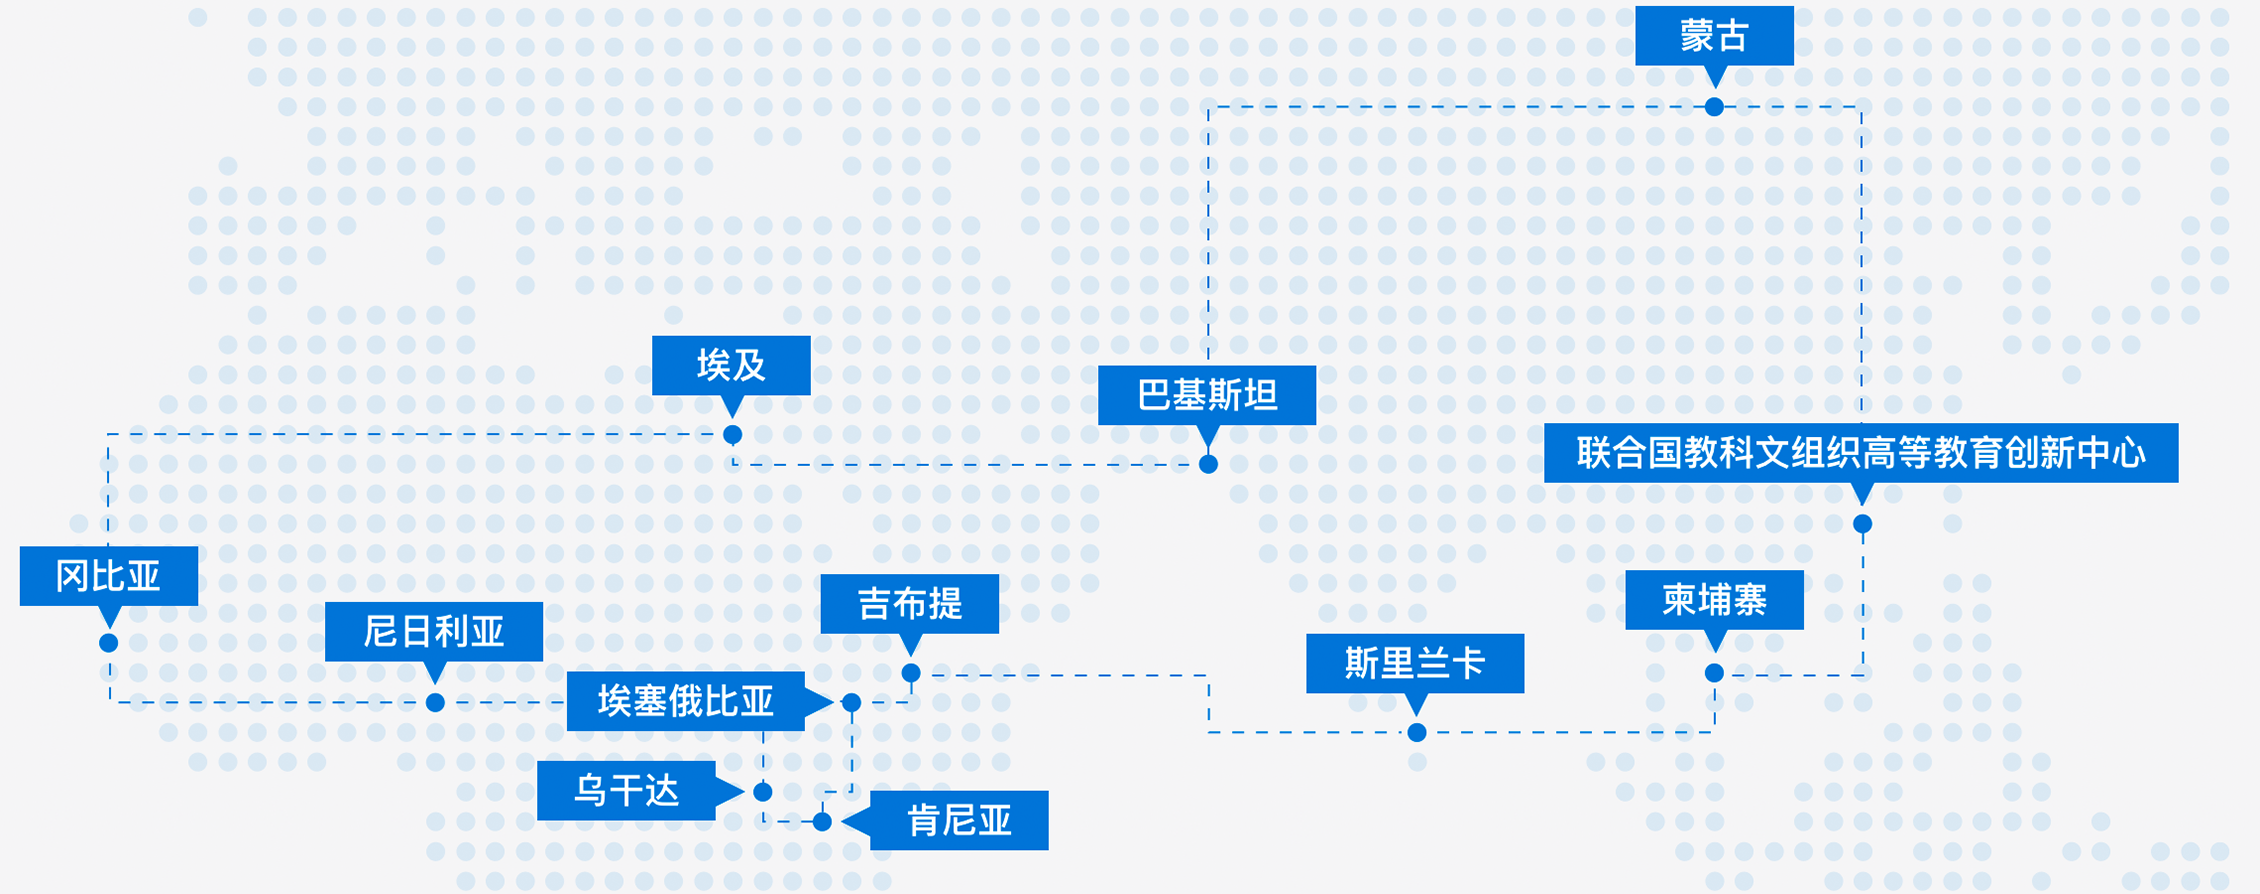 蒙古
埃及
巴基斯坦
联合国教科文组织高等教育创新中心
冈比亚
尼日利亚
吉布提
柬埔寨
斯里兰卡
埃塞俄比亚
乌干达
肯尼亚